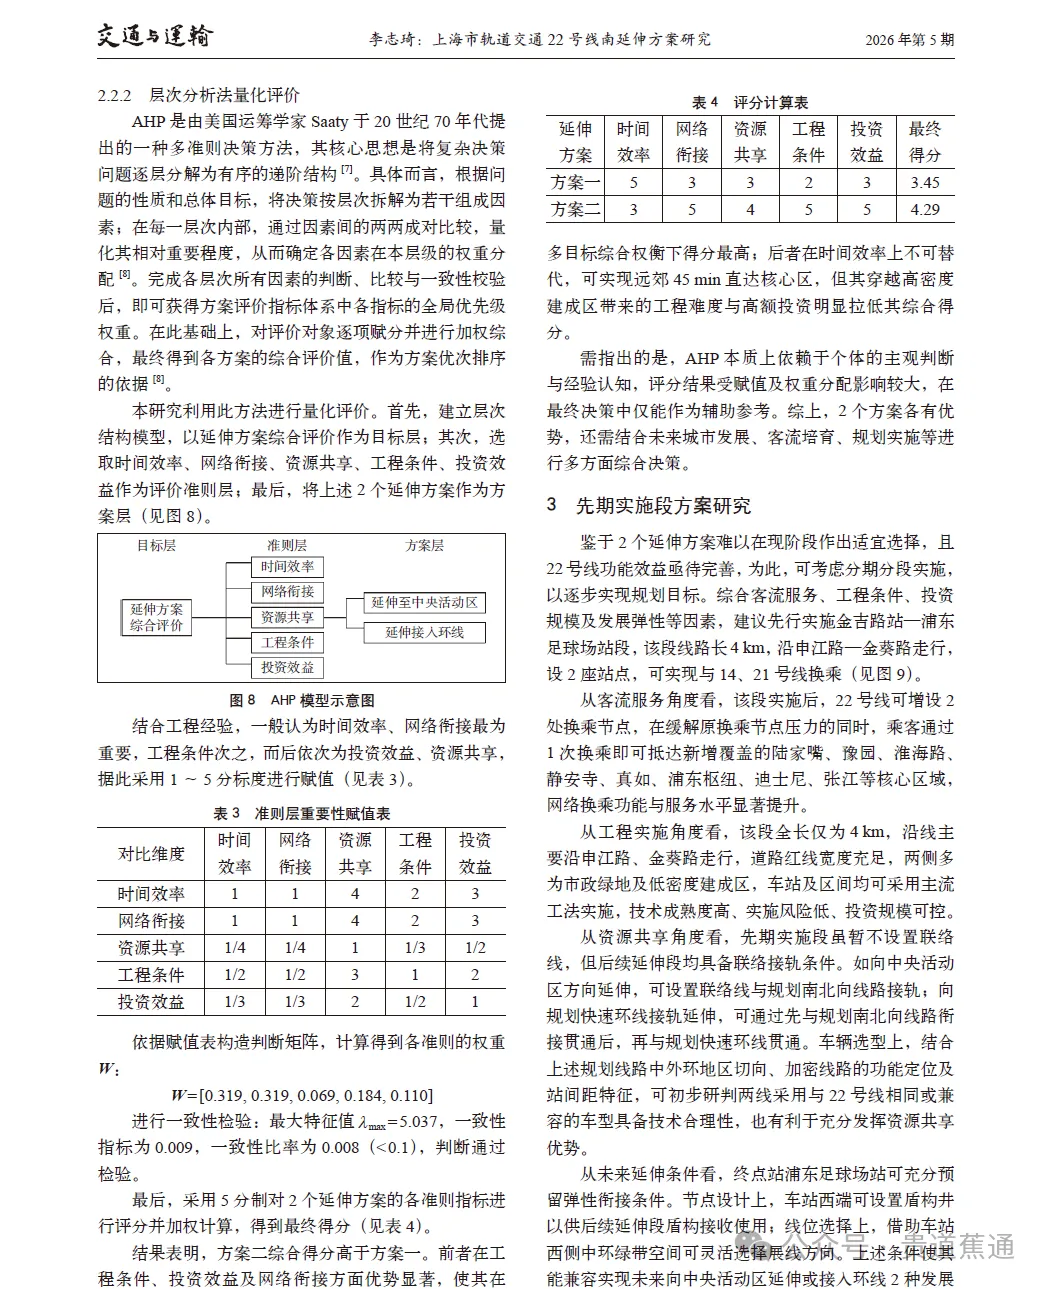 交通与运输
李志琦：上海市轨道交通 22 号线南延伸方案研究
2026 年第 5 期
2.2.2 层次分析法量化评价
AHP 是由美国运筹学家 Saaty 于 20 世纪 70 年代提
出的一种多准则决策方法，其核心思想是将复杂决策
问题逐层分解为有序的递阶结构 [7]。具体而言，根据问
题的性质和总体目标，将决策按层次拆解为若干组成因
素；在每一层次内部，通过因素间的两两成对比较，量
化其相对重要程度，从而确定各因素在本层级的权重分
配 [8]。完成各层次所有因素的判断、比较与一致性校验
后，即可获得方案评价指标体系中各指标的全局优先级
权重。在此基础上，对评价对象逐项赋分并进行加权综
合，最终得到各方案的综合评价值，作为方案优次排序
的依据 [8]。
本研究利用此方法进行量化评价。首先，建立层次
结构模型，以延伸方案综合评价作为目标层；其次，选
取时间效率、网络衔接、资源共享、工程条件、投资效
益作为评价准则层；最后，将上述 2 个延伸方案作为方
案层（见图 8）。
目标层 准则层 方案层
时间效率
网络衔接
延伸方案
综合评价
资源共享
工程条件
投资效益
延伸至中央活动区
延伸接入环线
图 8 AHP 模型示意图
结合工程经验，一般认为时间效率、网络衔接最为
重要，工程条件次之，而后依次为投资效益、资源共享，
据此采用 1 ～ 5 分标度进行赋值（见表 3）。
表 3 准则层重要性赋值表
对比维度 时间效率 网络衔接 资源共享 工程条件 投资效益
时间效率 1 1 4 2 3
网络衔接 1 1 4 2 3
资源共享 1/4 1/4 1 1/3 1/2
工程条件 1/2 1/2 3 1 2
投资效益 1/3 1/3 2 1/2 1
依据赋值表构造判断矩阵，计算得到各准则的权重
W：
W=[0.319, 0.319, 0.069, 0.184, 0.110]
进行一致性检验：最大特征值 λmax=5.037，一致性
指标为 0.009，一致性比率为 0.008（<0.1），判断通过
检验。
最后，采用 5 分制对 2 个延伸方案的各准则指标进
行评分并加权计算，得到最终得分（见表 4）。
结果表明，方案二综合得分高于方案一。前者在工
程条件、投资效益及网络衔接方面优势显著，使其在
表 4 评分计算表
延伸方案 时间效率 网络衔接 资源共享 工程条件 投资效益 最终得分
方案一 5 3 3 2 3 3.45
方案二 3 5 4 5 5 4.29
多目标综合权衡下得分最高；后者在时间效率上不可替
代，可实现远郊 45 min 直达核心区，但其穿越高密度
建成区带来的工程难度与高额投资明显拉低其综合得
分。
需指出的是，AHP 本质上依赖于个体的主观判断
与经验认知，评分结果受赋值及权重分配影响较大，在
最终决策中仅能作为辅助参考。综上，2 个方案各有优
势，还需结合未来城市发展、客流培育、规划实施等进
行多方面综合决策。
3 先期实施段方案研究
鉴于 2 个延伸方案难以在现阶段作出适宜选择，且
22 号线功能效益亟待完善，为此，可考虑分期分段实施，
以逐步实现规划目标。综合客流服务、工程条件、投资
规模及发展弹性等因素，建议先行实施金吉路站—浦东
足球场站段，该段线路长 4 km，沿申江路—金葵路走行，
设 2 座站点，可实现与 14、21 号线换乘（见图 9）。
从客流服务角度看，该段实施后，22 号线可增设 2
处换乘节点，在缓解原换乘节点压力的同时，乘客通过
1 次换乘即可抵达新增覆盖的陆家嘴、豫园、淮海路、
静安寺、真如、浦东枢纽、迪士尼、张江等核心区域，
网络换乘功能与服务水平显著提升。
从工程实施角度看，该段全长仅为 4 km，沿线主
要沿申江路、金葵路走行，道路红线宽度充足，两侧多
为市政绿地及低密度建成区，车站及区间均可采用主流
工法实施，技术成熟度高、实施风险低、投资规模可控。
从资源共享角度看，先期实施段虽暂不设置联络
线，但后续延伸段均具备联络接轨条件。如向中央活动
区方向延伸，可设置联络线与规划南北向线路接轨；向
规划快速环线接轨延伸，可通过先与规划南北向线路衔
接贯通后，再与规划快速环线贯通。车辆选型上，结合
上述规划线路中外环地区切向、加密线路的功能定位及
站间距特征，可初步研判两线采用与 22 号线相同或兼
容的车型具备技术合理性，也有利于充分发挥资源共享
优势。
从未来延伸条件看，终点站浦东足球场站可充分预
留弹性衔接条件。节点设计上，车站西端可设置盾构井
以供后续延伸段盾构接收使用；线位选择上，借助车站
西侧中环绿带空间可灵活选择展线方向。上述条件使其
能兼容实现未来向中央活动区延伸或接入环线 2 种发展
公众号 贵道蕉通